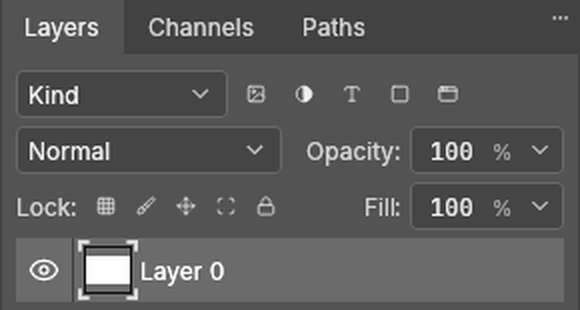 Layers Channels Paths
Kind T
Normal Opacity: 100 %
Lock: Fill: 100 %
Layer 0